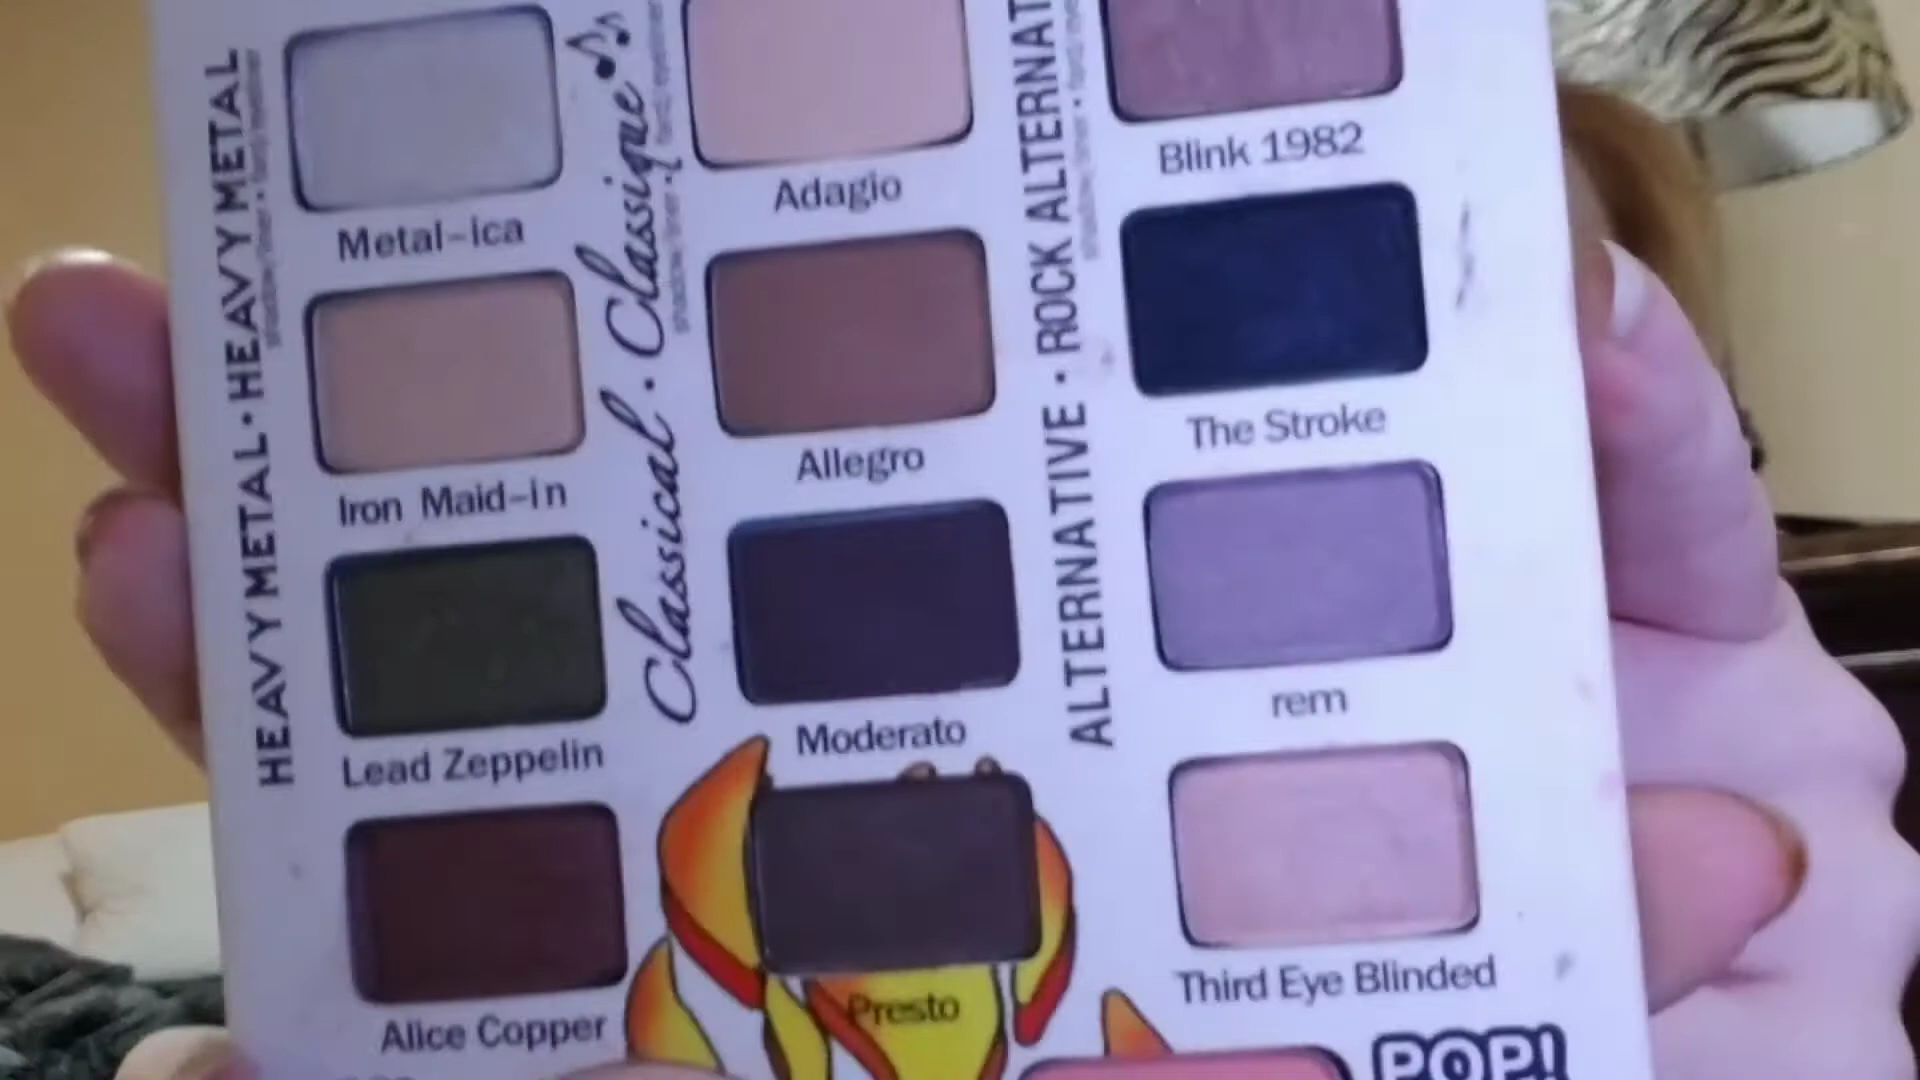 HEAVY METAL · HEAVY METAL
Metal-ica
Iron Maid-in
Lead Zeppelin
Alice Copper
Classical · Classique
Adagio
Allegro
Moderato
Presto
ALTERNATIVE · ROCK ALTERNAT
Blink 1982
The Stroke
rem
Third Eye Blinded
POP!